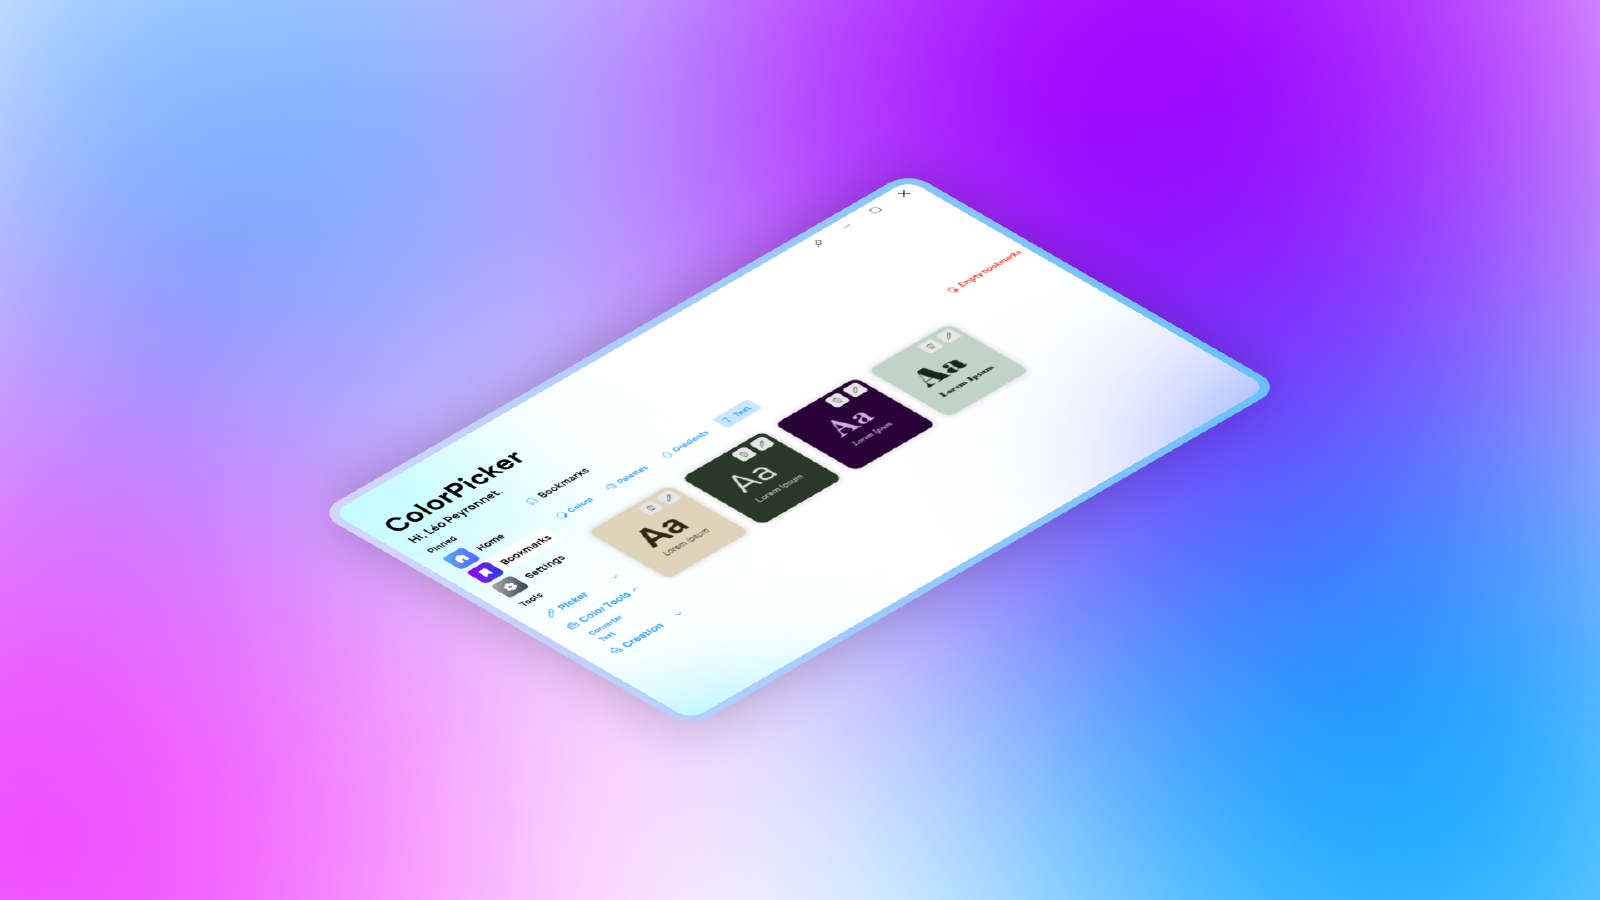 ColorPicker
Hi, Léo Peyronnet.
Pinned
Home
Bookmarks
Settings
Tools
Picker
Color Tools
Converter
Text
Creation
Bookmarks
Empty bookmarks
Colors
Palettes
Gradients
Text
Aa
Lorem Ipsum
Aa
Lorem Ipsum
Aa
Lorem Ipsum
Aa
Lorem Ipsum